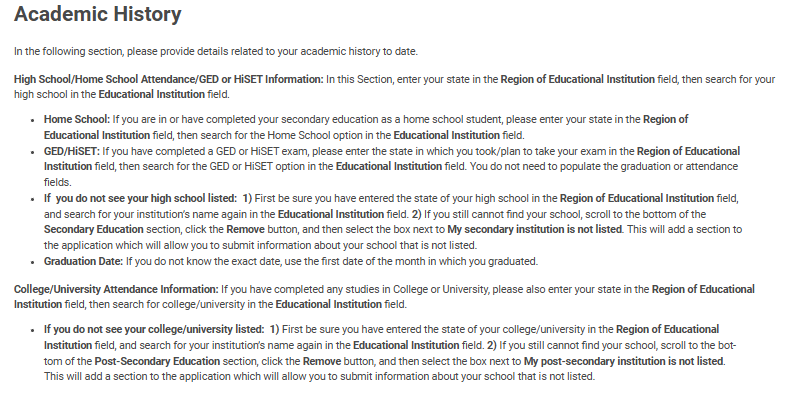 Academic History
In the following section, please provide details related to your academic history to date.
High School/Home School Attendance/GED or HiSET Information: In this Section, enter your state in the Region of Educational Institution field, then search for your
high school in the Educational Institution field.
• Home School: If you are in or have completed your secondary education as a home school student, please enter your state in the Region of
Educational Institution field, then search for the Home School option in the Educational Institution field.
• GED/HiSET: If you have completed a GED or HiSET exam, please enter the state in which you took/plan to take your exam in the Region of Educational
Institution field, then search for the GED or HiSET option in the Educational Institution field. You do not need to populate the graduation or attendance
fields.
• If you do not see your high school listed: 1) First be sure you have entered the state of your high school in the Region of Educational Institution field,
and search for your institution's name again in the Educational Institution field. 2) If you still cannot find your school, scroll to the bottom of the
Secondary Education section, click the Remove button, and then select the box next to My secondary institution is not listed. This will add a section to
the application which will allow you to submit information about your school that is not listed.
• Graduation Date: If you do not know the exact date, use the first date of the month in which you graduated.
College/University Attendance Information: If you have completed any studies in College or University, please also enter your state in the Region of Educational
Institution field, then search for college/university in the Educational Institution field.
• If you do not see your college/university listed: 1) First be sure you have entered the state of your college/university in the Region of Educational
Institution field, and search for your institution's name again in the Educational Institution field. 2) If you still cannot find your school, scroll to the bot-
tom of the Post-Secondary Education section, click the Remove button, and then select the box next to My post-secondary institution is not listed.
This will add a section to the application which will allow you to submit information about your school that is not listed.